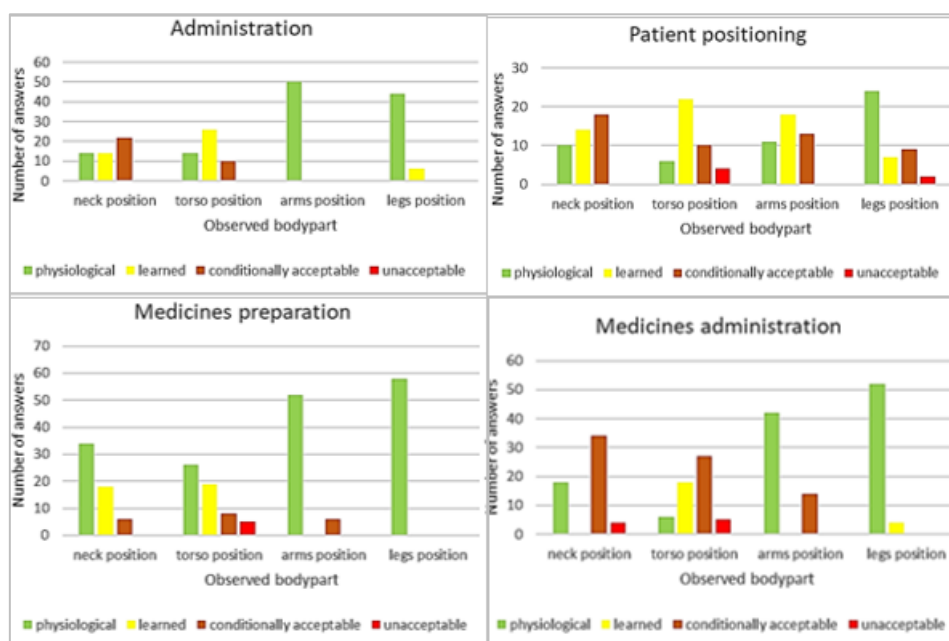 Administration
Number of answers
60
50
40
30
20
10
0
neck position torso position arms position legs position
Observed bodypart
physiological learned conditionally acceptable unacceptable
Patient positioning
Number of answers
30
20
10
0
neck position torso position arms position legs position
Observed bodypart
physiological learned conditionally acceptable unacceptable
Medicines preparation
Number of answers
70
60
50
40
30
20
10
0
neck position torso position arms position legs position
Observed bodypart
physiological learned conditionally acceptable unacceptable
Medicines administration
Number of answers
60
50
40
30
20
10
0
neck position torso position arms position legs position
Observed bodypart
physiological learned conditionally acceptable unacceptable